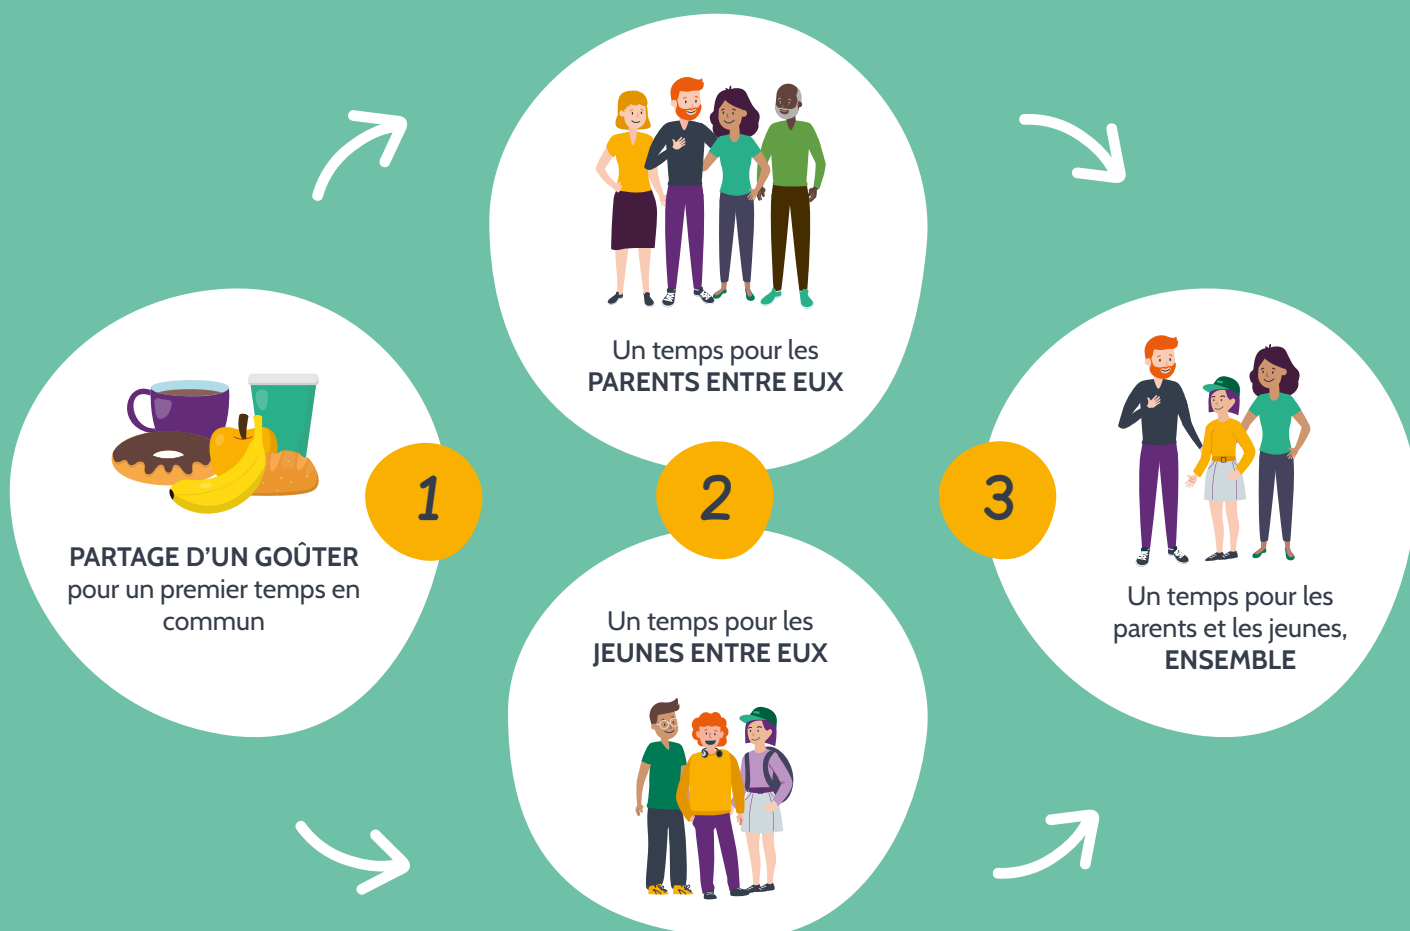 1
PARTAGE D’UN GOÛTER
pour un premier temps en
commun
2
Un temps pour les
PARENTS ENTRE EUX
Un temps pour les
JEUNES ENTRE EUX
3
Un temps pour les
parents et les jeunes,
ENSEMBLE